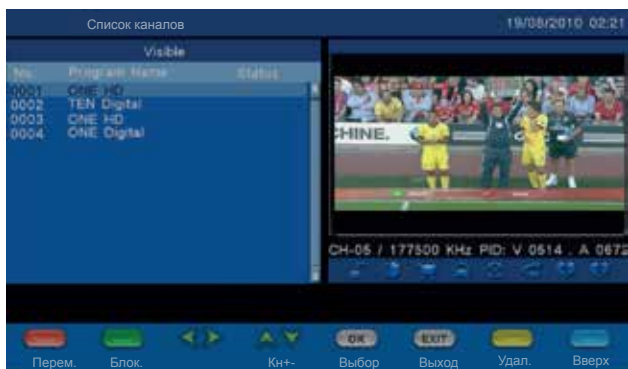 Список каналов 19/08/2010 02:21
Visible
No. Program Name Status
0001 ONE HD
0002 TEN Digital
0003 ONE HD
0004 ONE Digital
CHINE.
CH-05 / 177500 KHz PID: V 0514 . A 0672
OK EXIT
Перем. Блок. Кн+- Выбор Выход Удал. Вверх